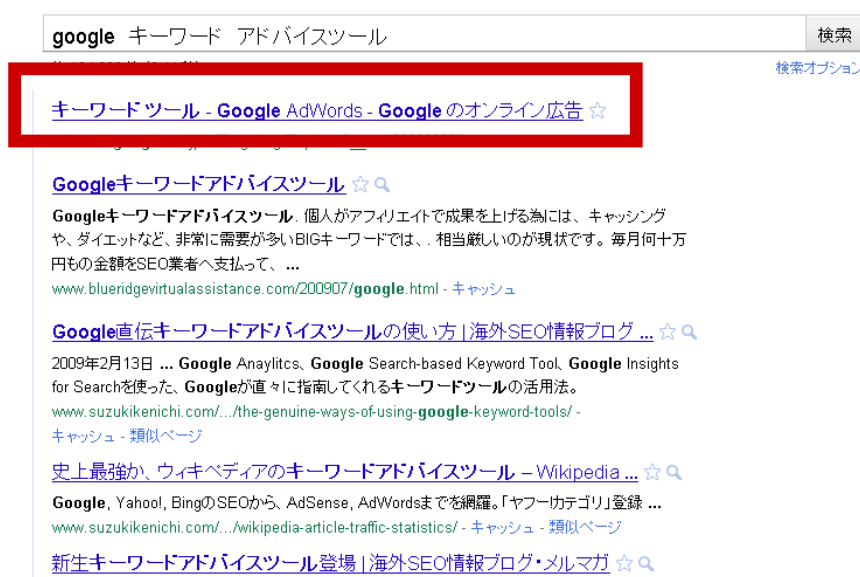 google キーワード アドバイスツール 検索
検索オプション
キーワード ツール - Google AdWords - Google のオンライン広告
Googleキーワードアドバイスツール
Googleキーワードアドバイスツール. 個人がアフィリエイトで成果を上げる為には、キャッシング
や、ダイエットなど、非常に需要が多いBIGキーワードでは、. 相当厳しいのが現状です。毎月何十万
円もの金額をSEO業者へ支払って、 ...
www.blueridgevirtualassistance.com/200907/google.html - キャッシュ
Google直伝キーワードアドバイスツールの使い方 | 海外SEO情報ブログ ...
2009年2月13日 ... Google Anaylitcs、Google Search-based Keyword Tool、Google Insights
for Searchを使った、Googleが直々に指南してくれるキーワードツールの活用法。
www.suzukikenichi.com/.../the-genuine-ways-of-using-google-keyword-tools/ -
キャッシュ - 類似ページ
史上最強か、ウィキペディアのキーワードアドバイスツール – Wikipedia ...
Google, Yahoo!, BingのSEOから、AdSense, AdWordsまでを網羅。「ヤフーカテゴリ」登録 ...
www.suzukikenichi.com/.../wikipedia-article-traffic-statistics/ - キャッシュ - 類似ページ
新生キーワードアドバイスツール登場 | 海外SEO情報ブログ・メルマガ